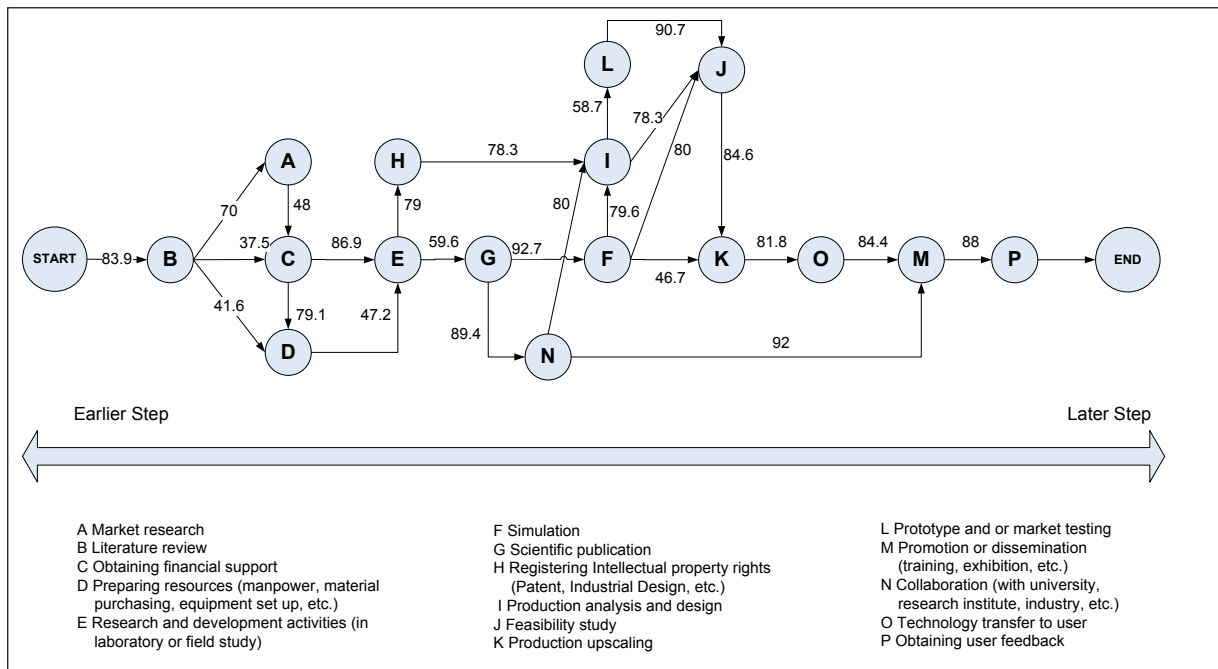 90.7
L
J
58.7
78.3
A
H
78.3
I
80
84.6
70
48
79
80
79.6
START
83.9
B
37.5
C
86.9
E
59.6
G
92.7
F
46.7
K
81.8
O
84.4
M
88
P
END
41.6
79.1
47.2
89.4
D
N
92
Earlier Step
Later Step
A Market research
B Literature review
C Obtaining financial support
D Preparing resources (manpower, material
purchasing, equipment set up, etc.)
E Research and development activities (in
laboratory or field study)
F Simulation
G Scientific publication
H Registering Intellectual property rights
(Patent, Industrial Design, etc.)
I Production analysis and design
J Feasibility study
K Production upscaling
L Prototype and or market testing
M Promotion or dissemination
(training, exhibition, etc.)
N Collaboration (with university,
research institute, industry, etc.)
O Technology transfer to user
P Obtaining user feedback